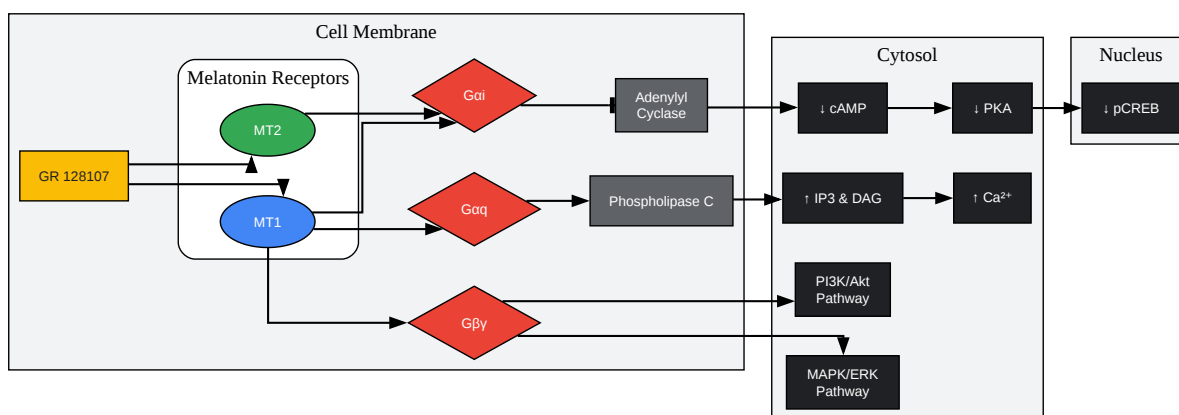 Cell Membrane
Melatonin Receptors
GR 128107
MT2
MT1
Gαi
Gαq
Gβγ
Adenylyl
Cyclase
Phospholipase C
Cytosol
↓ cAMP
↓ PKA
↑ IP3 & DAG
↑ Ca²⁺
PI3K/Akt
Pathway
MAPK/ERK
Pathway
Nucleus
↓ pCREB